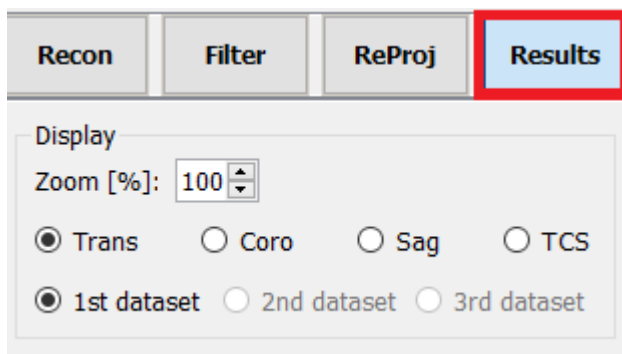 Recon Filter ReProj Results
Display
Zoom [%]: 100
Trans Coro Sag TCS
1st dataset 2nd dataset 3rd dataset